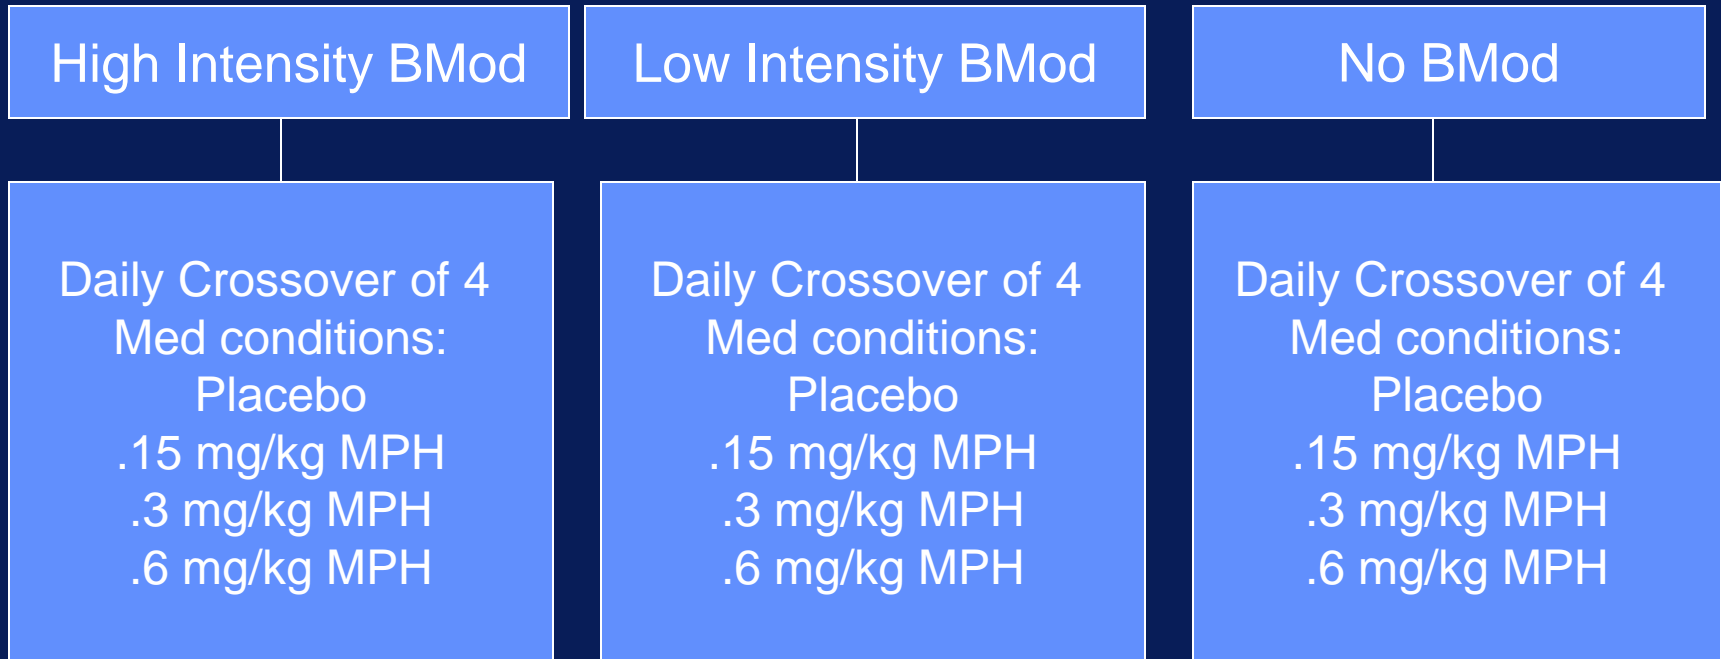 High Intensity BMod
Low Intensity BMod
No BMod
Daily Crossover of 4
Med conditions:
Placebo
.15 mg/kg MPH
.3 mg/kg MPH
.6 mg/kg MPH
Daily Crossover of 4
Med conditions:
Placebo
.15 mg/kg MPH
.3 mg/kg MPH
.6 mg/kg MPH
Daily Crossover of 4
Med conditions:
Placebo
.15 mg/kg MPH
.3 mg/kg MPH
.6 mg/kg MPH